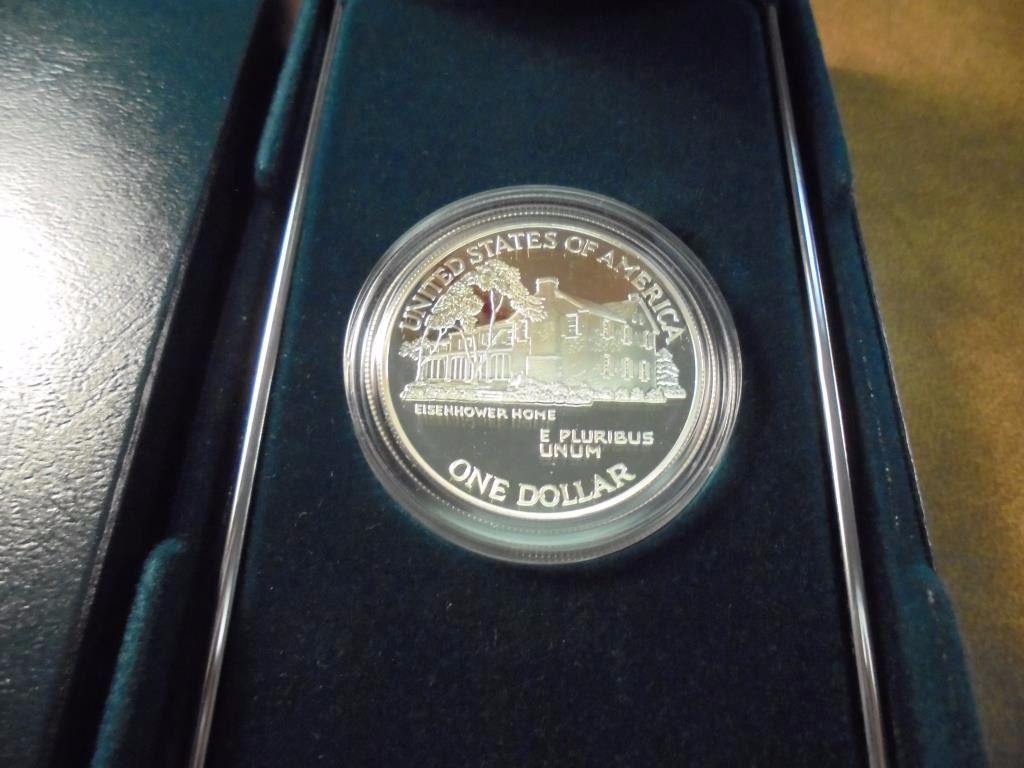 UNITED STATES OF AMERICA
EISENHOWER HOME
E PLURIBUS
UNUM
ONE DOLLAR